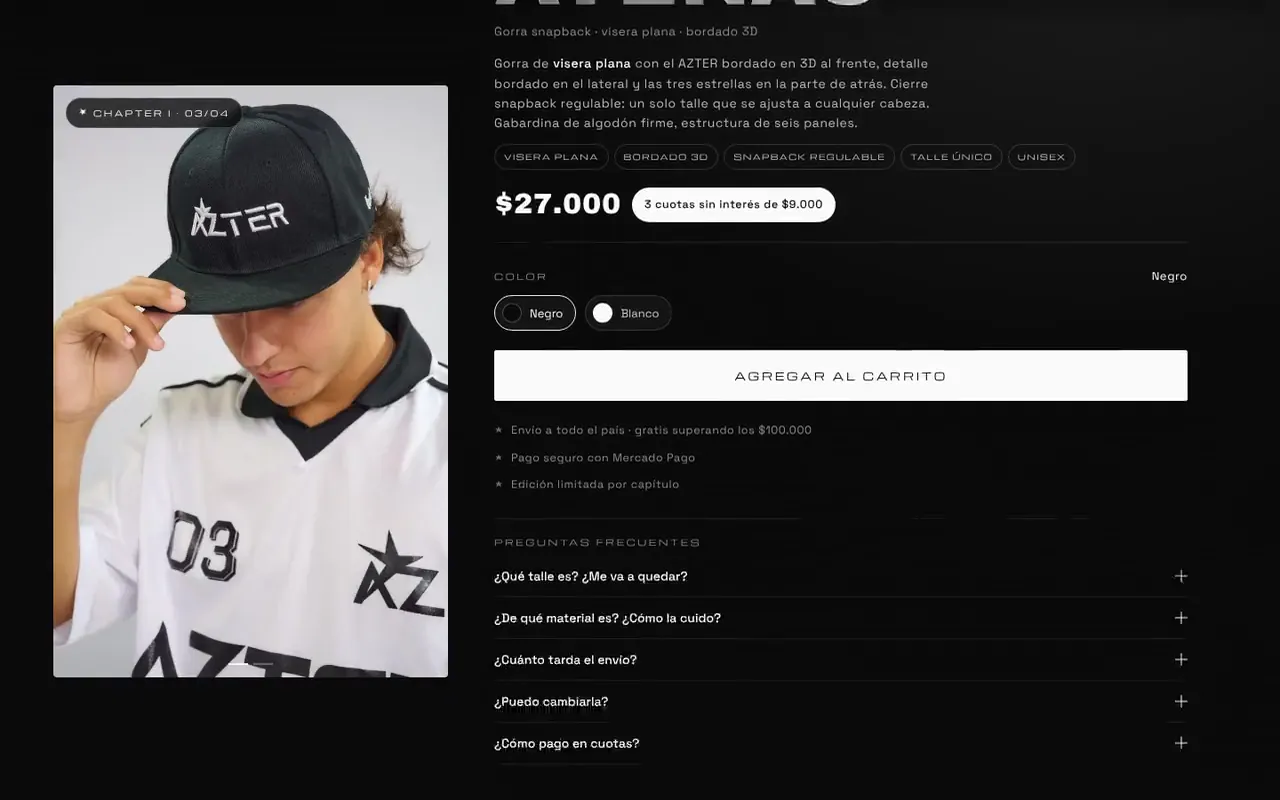 ATENAS
Gorra snapback · visera plana · bordado 3D
Gorra de visera plana con el AZTER bordado en 3D al frente, detalle
bordado en el lateral y las tres estrellas en la parte de atrás. Cierre
snapback regulable: un solo talle que se ajusta a cualquier cabeza.
Gabardina de algodón firme, estructura de seis paneles.
VISERA PLANA
BORDADO 3D
SNAPBACK REGULABLE
TALLE ÚNICO
UNISEX
$27.000
3 cuotas sin interés de $9.000
COLOR
Negro
Negro
Blanco
AGREGAR AL CARRITO
Envío a todo el país · gratis superando los $100.000
Pago seguro con Mercado Pago
Edición limitada por capítulo
PREGUNTAS FRECUENTES
¿Qué talle es? ¿Me va a quedar?
¿De qué material es? ¿Cómo la cuido?
¿Cuánto tarda el envío?
¿Puedo cambiarla?
¿Cómo pago en cuotas?
CHAPTER I · 03/04
AZTER
03
AZ
AZTER